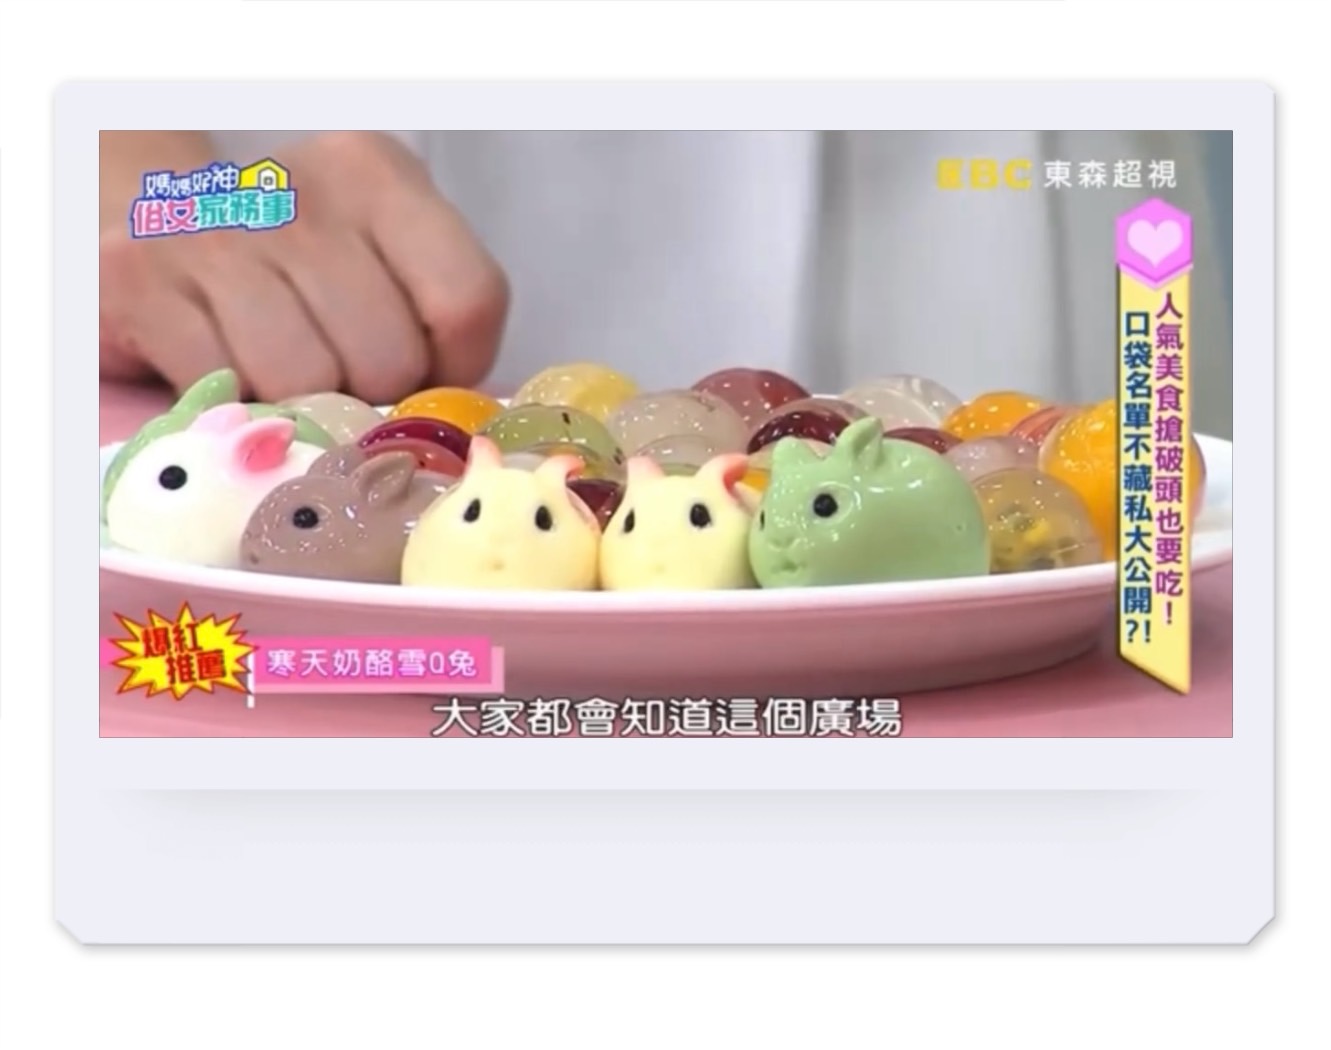 媽媽好神
俗女家務事
EBC 東森超視
人氣美食搶破頭也要吃！
口袋名單不藏私大公開?!
爆紅
推薦
寒天奶酪雪Q兔
大家都會知道這個廣場